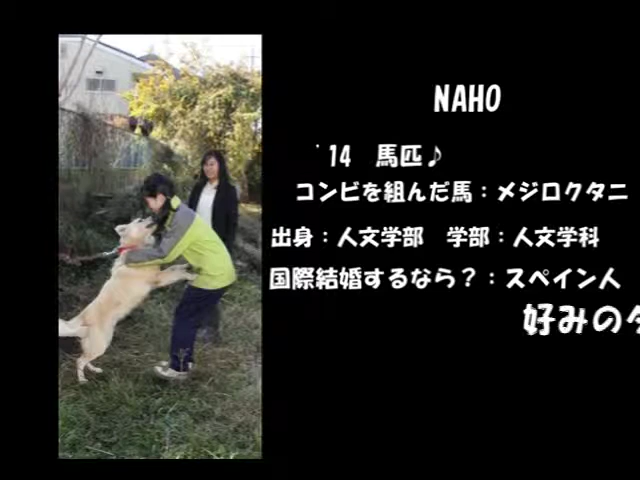 NAHO
'14 馬匹♪
コンビを組んだ馬：メジロクタニ
出身：人文学部 学部：人文学科
国際結婚するなら？：スペイン人
好みの